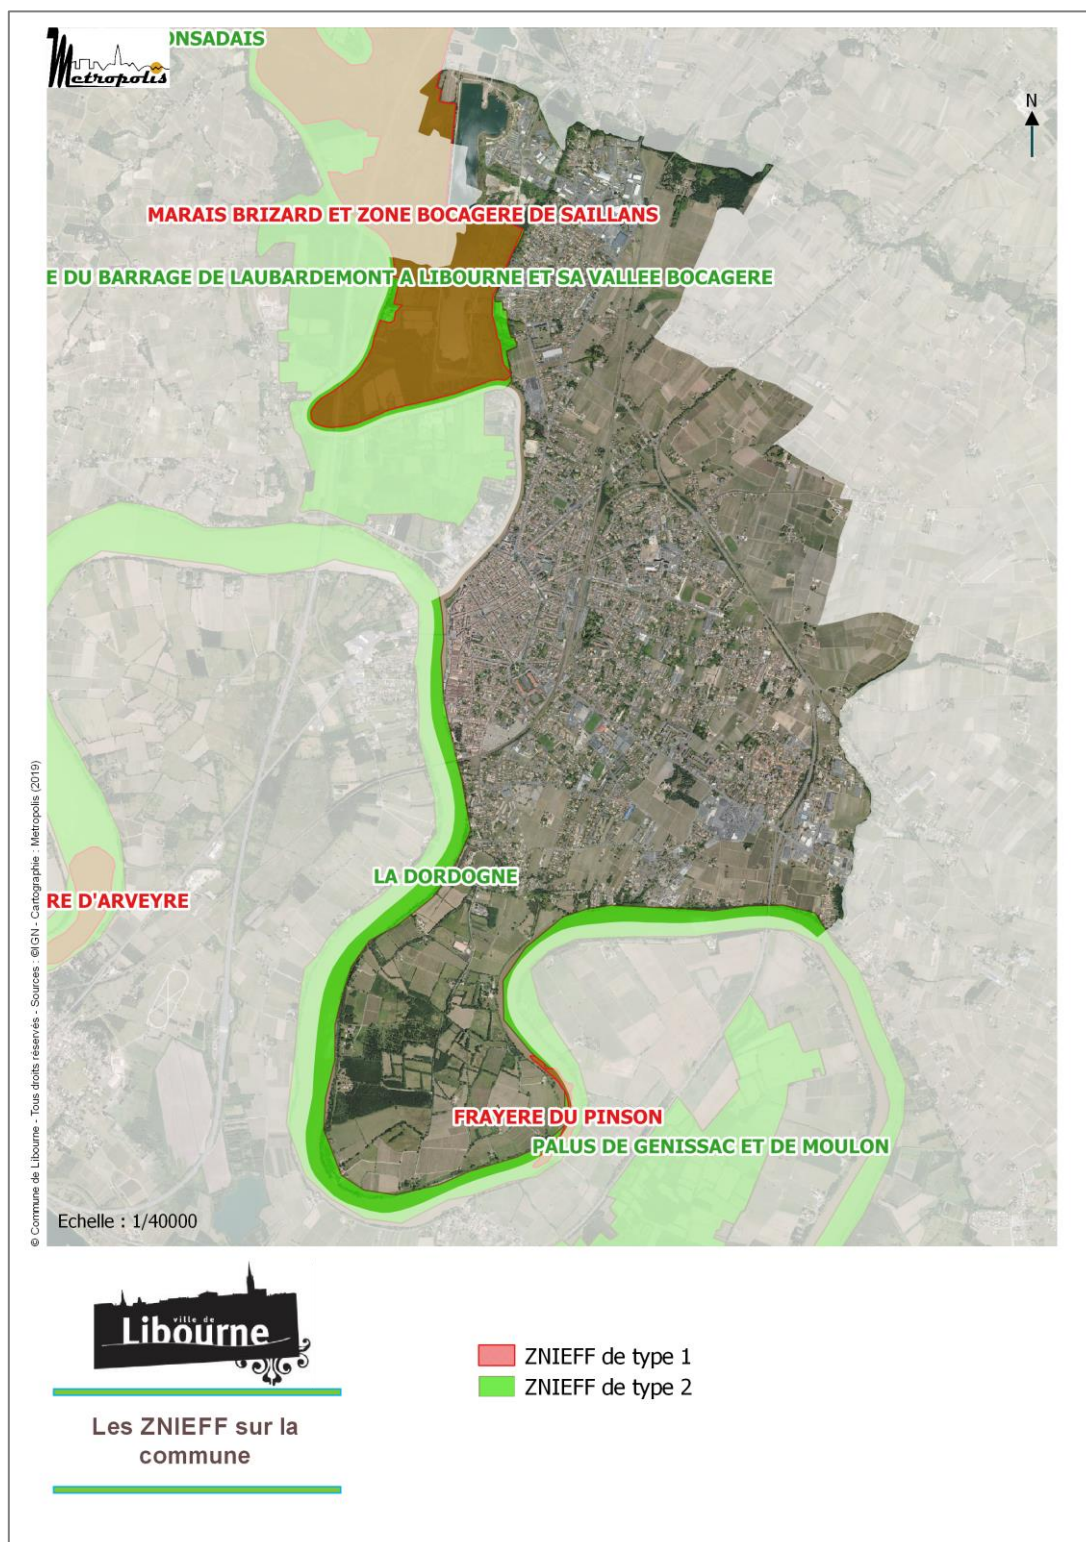 ONSADAIS
Metropolis
N
MARAIS BRIZARD ET ZONE BOCAGERE DE SAILLANS
E DU BARRAGE DE LAUBARDEMONT A LIBOURNE ET SA VALLEE BOCAGERE
LA DORDOGNE
RE D'ARVEYRE
FRAYERE DU PINSON
PALUS DE GENISSAC ET DE MOULON
Echelle : 1/40000
© Commune de Libourne - Tous droits réservés - Sources : ©IGN - Cartographie : Metropolis (2019)
ville de
Libourne
ZNIEFF de type 1
ZNIEFF de type 2
Les ZNIEFF sur la
commune